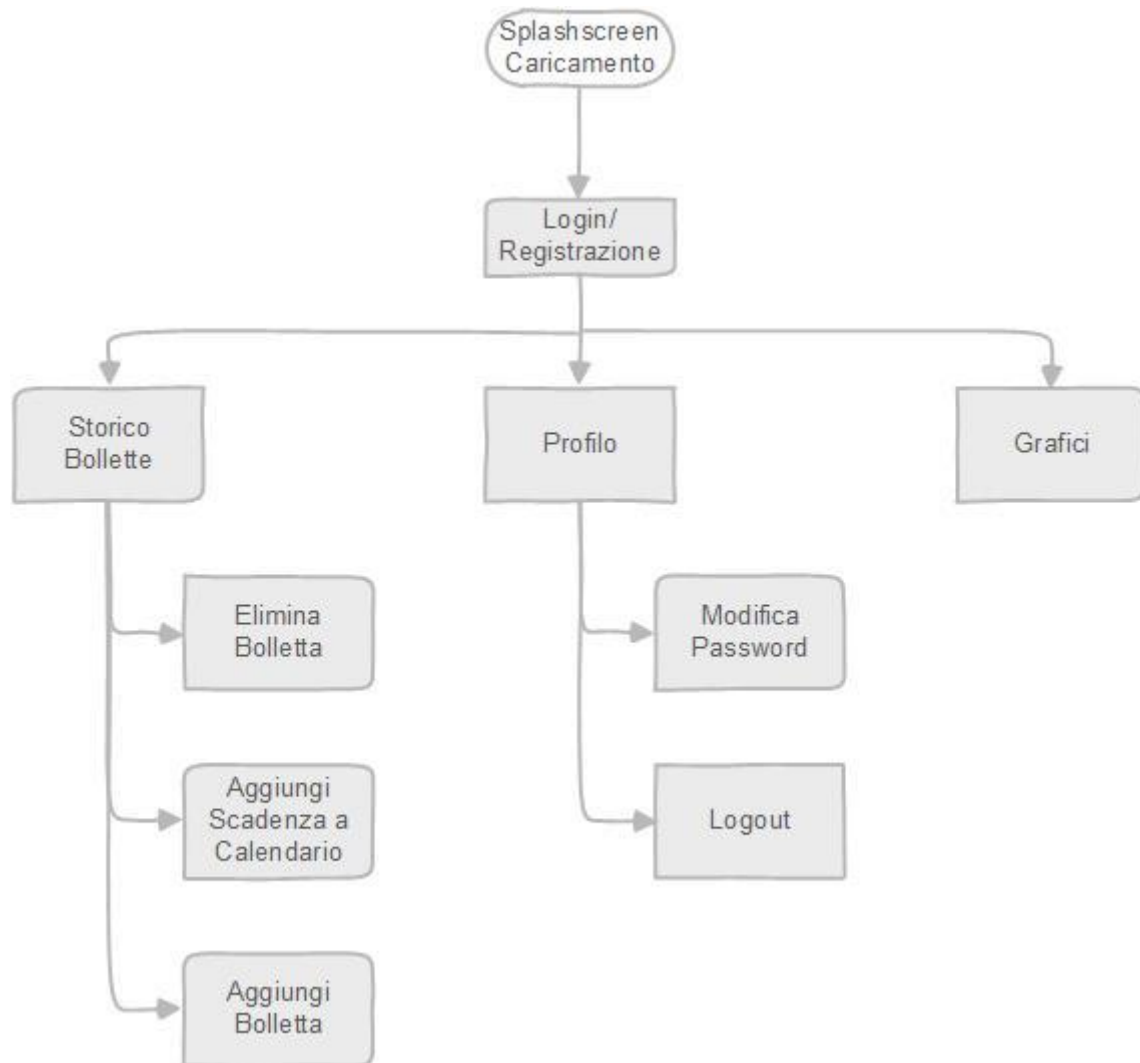 Splashscreen
Caricamento
Login/
Registrazione
Storico
Bollette
Profilo
Grafici
Elimina
Bolletta
Modifica
Password
Aggiungi
Scadenza a
Calendario
Logout
Aggiungi
Bolletta